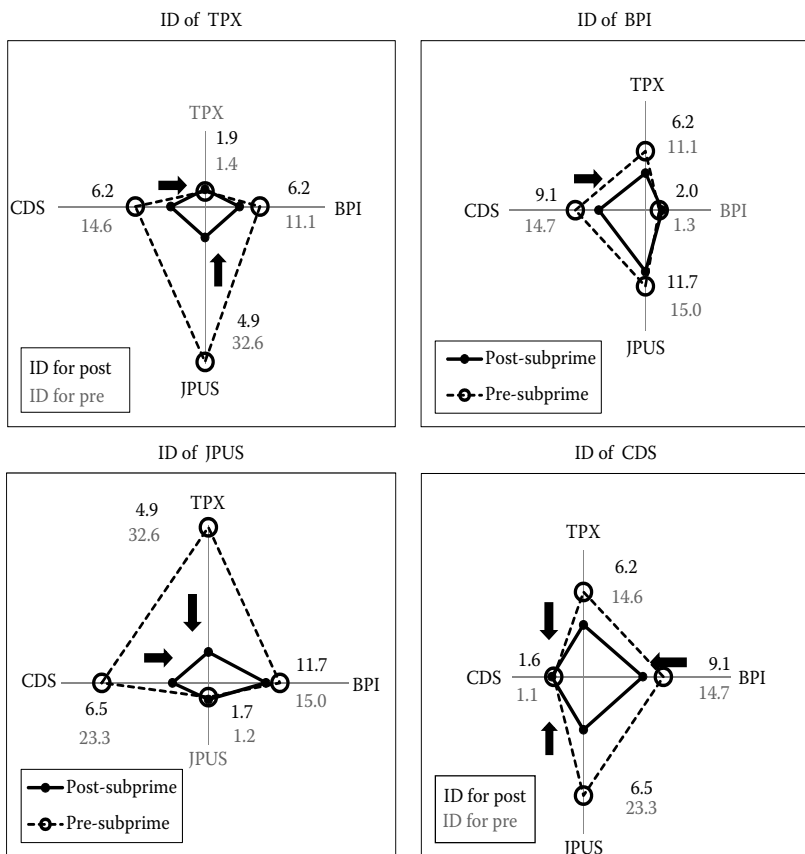 ID of TPX
TPX
1.9
1.4
6.2
14.6
CDS
6.2
11.1
BPI
4.9
32.6
JPUS
ID for post
ID for pre
ID of BPI
TPX
6.2
11.1
9.1
14.7
CDS
2.0
1.3
BPI
11.7
15.0
JPUS
Post-subprime
Pre-subprime
ID of JPUS
TPX
4.9
32.6
CDS
6.5
23.3
11.7
15.0
BPI
1.7
1.2
JPUS
Post-subprime
Pre-subprime
ID of CDS
TPX
6.2
14.6
CDS
1.6
1.1
9.1
14.7
BPI
6.5
23.3
JPUS
ID for post
ID for pre